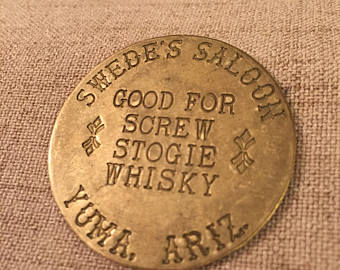 SWEDE'S SALOON
GOOD FOR
SCREW
STOGIE
WHISKY
YUMA, ARIZ.